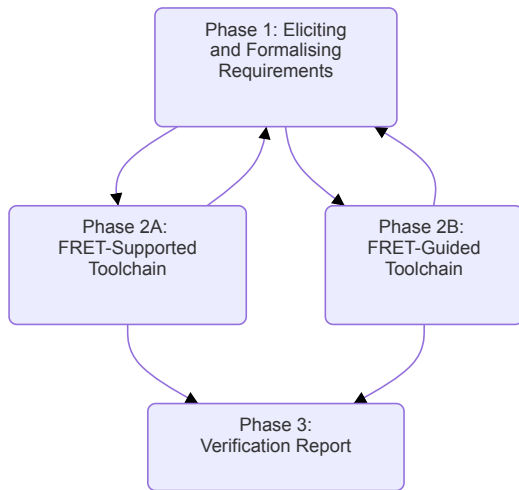 Phase 1: Eliciting
and Formalising
Requirements
Phase 2A:
FRET-Supported
Toolchain
Phase 2B:
FRET-Guided
Toolchain
Phase 3:
Verification Report